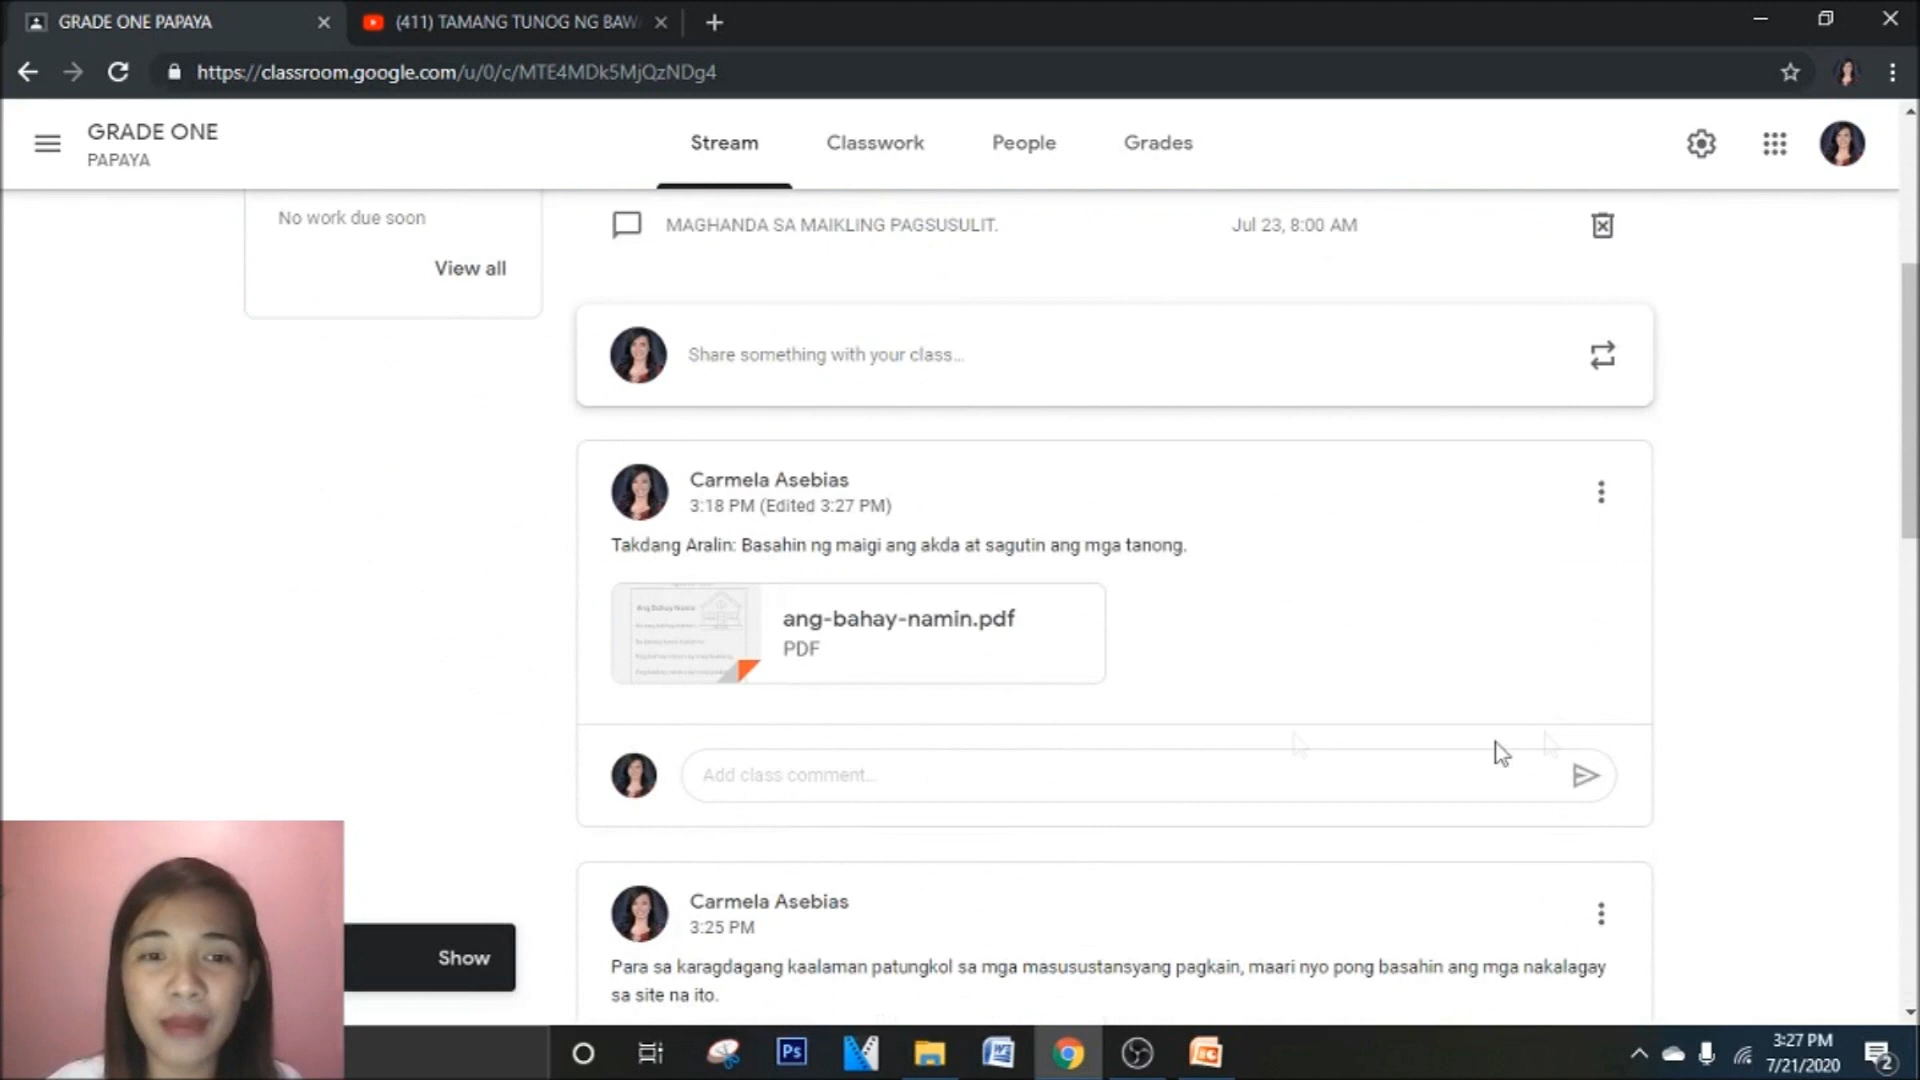 GRADE ONE PAPAYA
(411) TAMANG TUNOG NG BAW
https://classroom.google.com/u/0/c/MTE4MDk5MjQzNDg4
GRADE ONE
PAPAYA
Stream
Classwork
People
Grades
No work due soon
View all
MAGHANDA SA MAIKLING PAGSUSULIT.
Jul 23, 8:00 AM
Share something with your class...
Carmela Asebias
3:18 PM (Edited 3:27 PM)
Takdang Aralin: Basahin ng maigi ang akda at sagutin ang mga tanong.
Ang Bahay Namin
ang-bahay-namin.pdf
PDF
Add class comment...
Carmela Asebias
3:25 PM
Para sa karagdagang kaalaman patungkol sa mga masusustansyang pagkain, maari nyo pong basahin ang mga nakalagay
sa site na ito.
Show
Ps
3:27 PM
7/21/2020
2